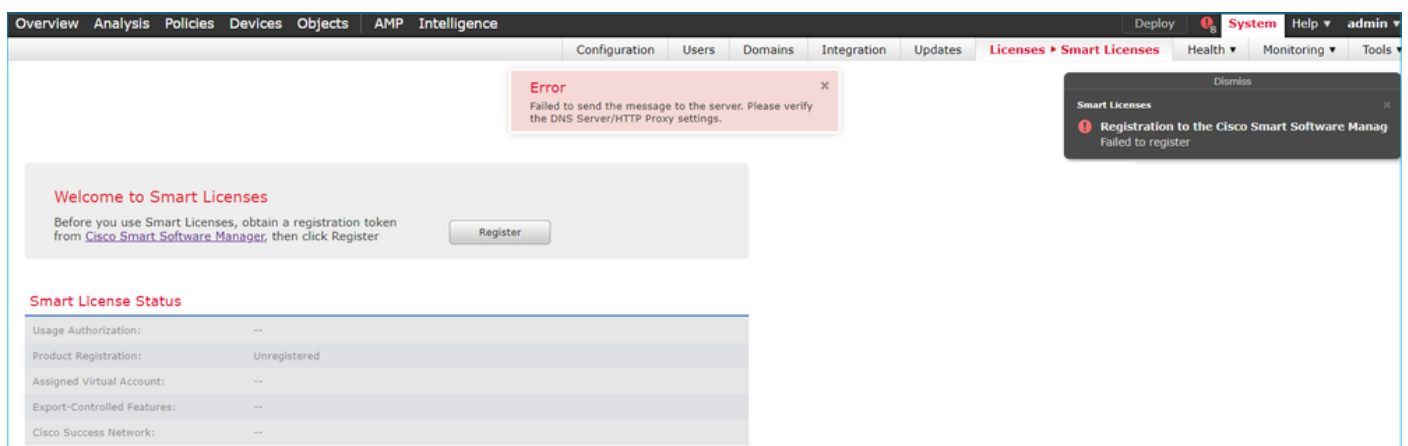 Overview Analysis Policies Devices Objects AMP Intelligence Deploy 8 System Help ▾ admin ▾
Configuration Users Domains Integration Updates Licenses ▸ Smart Licenses Health ▾ Monitoring ▾ Tools ▾
Error ×
Failed to send the message to the server. Please verify
the DNS Server/HTTP Proxy settings.
Dismiss
Smart Licenses ×
Registration to the Cisco Smart Software Manag
Failed to register
Welcome to Smart Licenses
Before you use Smart Licenses, obtain a registration token
from Cisco Smart Software Manager, then click Register
Register
Smart License Status
Usage Authorization: --
Product Registration: Unregistered
Assigned Virtual Account: --
Export-Controlled Features: --
Cisco Success Network: --